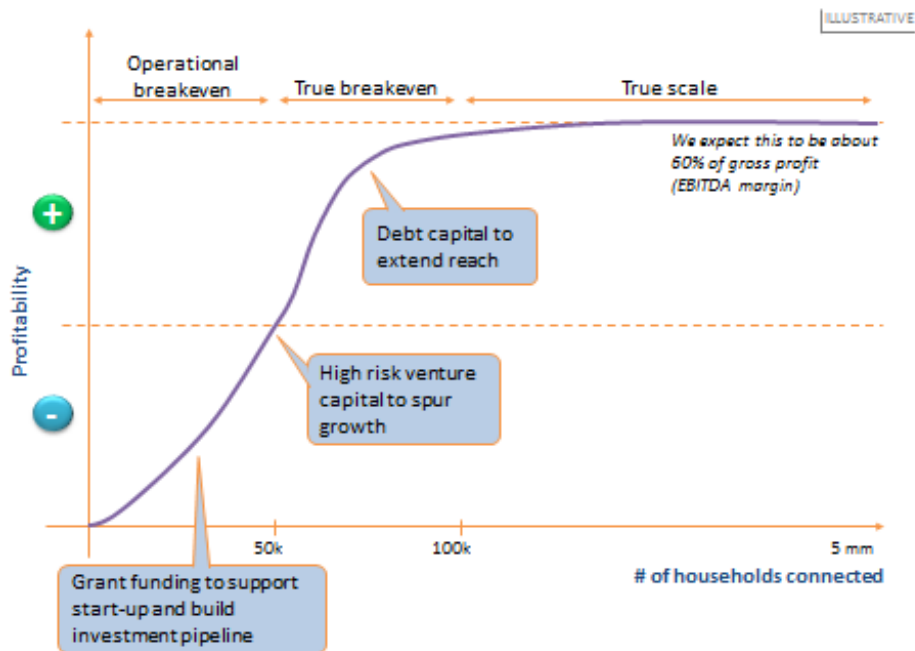 ILLUSTRATIVE
Operational
breakeven
True breakeven
True scale
We expect this to be about
60% of gross profit
(EBITDA margin)
+
Debt capital to
extend reach
Profitability
High risk venture
capital to spur
growth
-
50k
100k
5 mm
# of households connected
Grant funding to support
start-up and build
investment pipeline